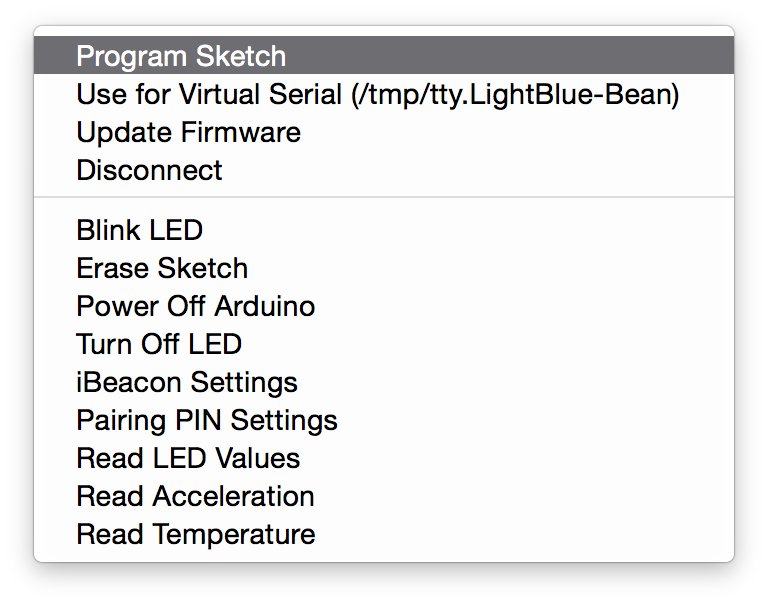 Program Sketch
Use for Virtual Serial (/tmp/tty.LightBlue-Bean)
Update Firmware
Disconnect
Blink LED
Erase Sketch
Power Off Arduino
Turn Off LED
iBeacon Settings
Pairing PIN Settings
Read LED Values
Read Acceleration
Read Temperature